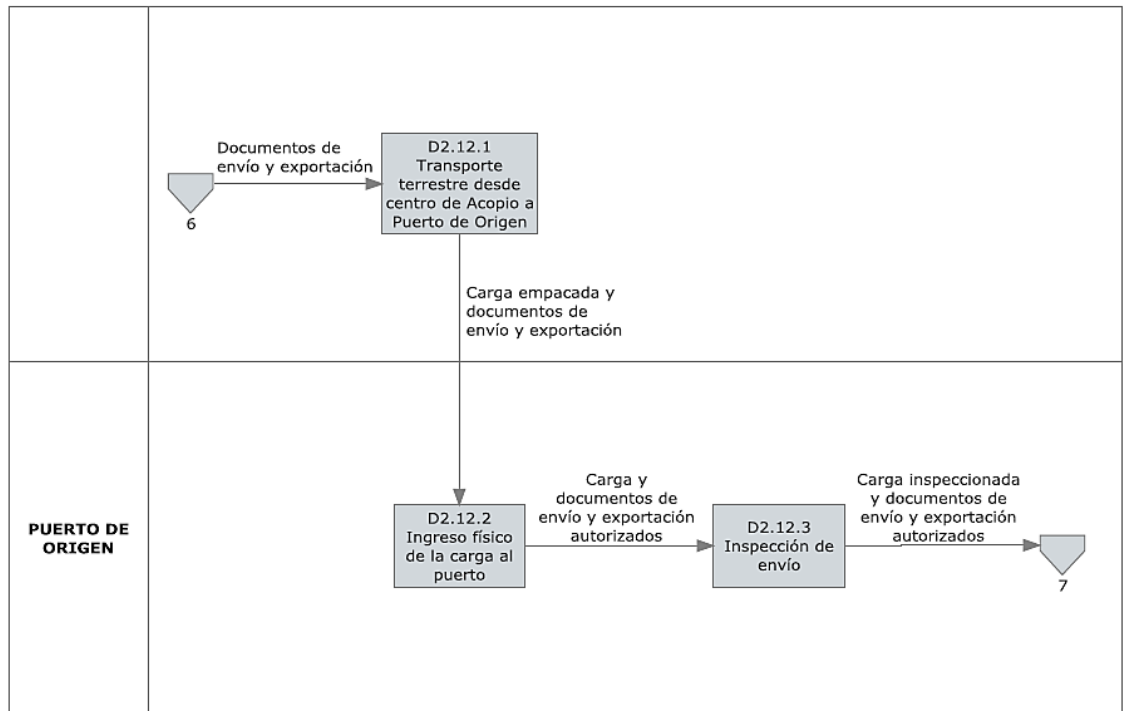 Documentos de
envío y exportación
6
D2.12.1
Transporte
terrestre desde
centro de Acopio a
Puerto de Origen
Carga empacada y
documentos de
envío y exportación
PUERTO DE
ORIGEN
D2.12.2
Ingreso físico
de la carga al
puerto
Carga y
documentos de
envío y exportación
autorizados
D2.12.3
Inspección de
envío
Carga inspeccionada
y documentos de
envío y exportación
autorizados
7